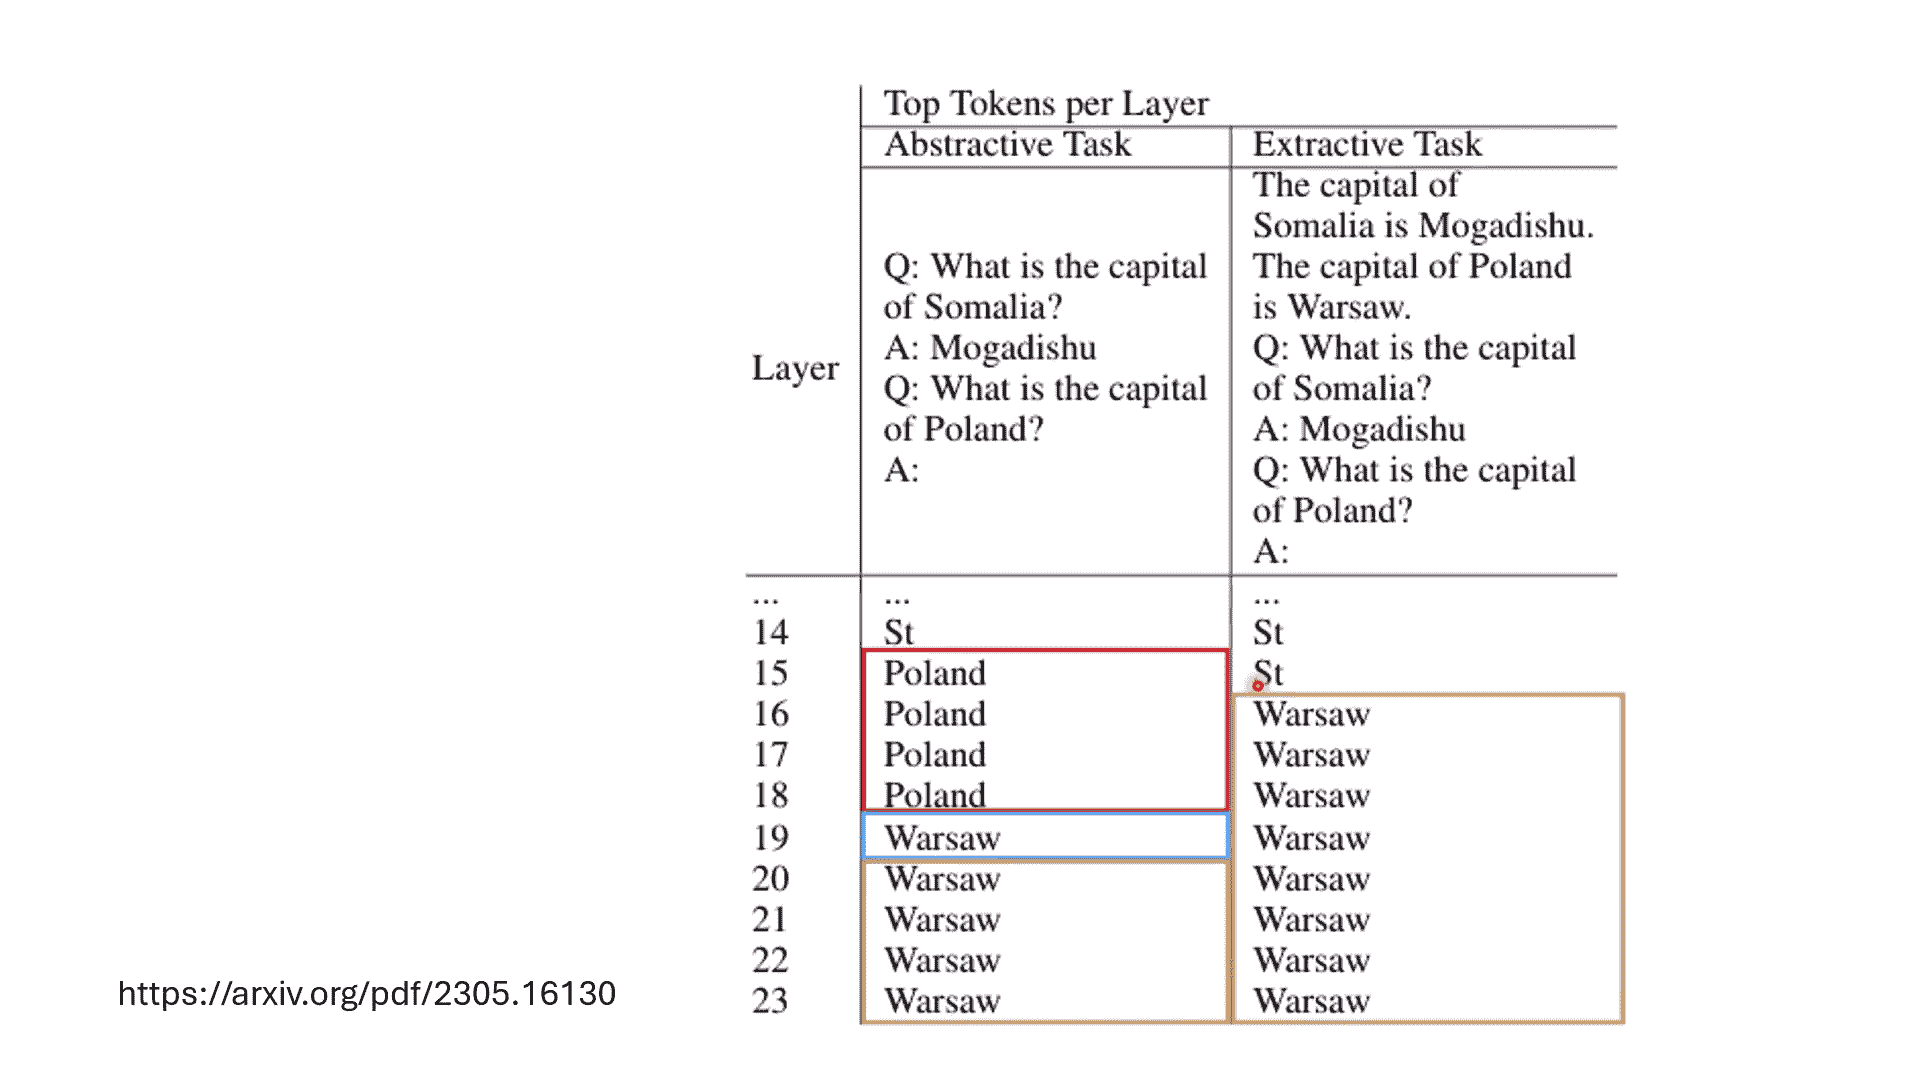 Top Tokens per Layer
Abstractive Task Extractive Task
Layer
Q: What is the capital
of Somalia?
A: Mogadishu
Q: What is the capital
of Poland?
A:
The capital of
Somalia is Mogadishu.
The capital of Poland
is Warsaw.
Q: What is the capital
of Somalia?
A: Mogadishu
Q: What is the capital
of Poland?
A:
... ... ...
14 St St
15 Poland St
16 Poland Warsaw
17 Poland Warsaw
18 Poland Warsaw
19 Warsaw Warsaw
20 Warsaw Warsaw
21 Warsaw Warsaw
22 Warsaw Warsaw
23 Warsaw Warsaw
https://arxiv.org/pdf/2305.16130